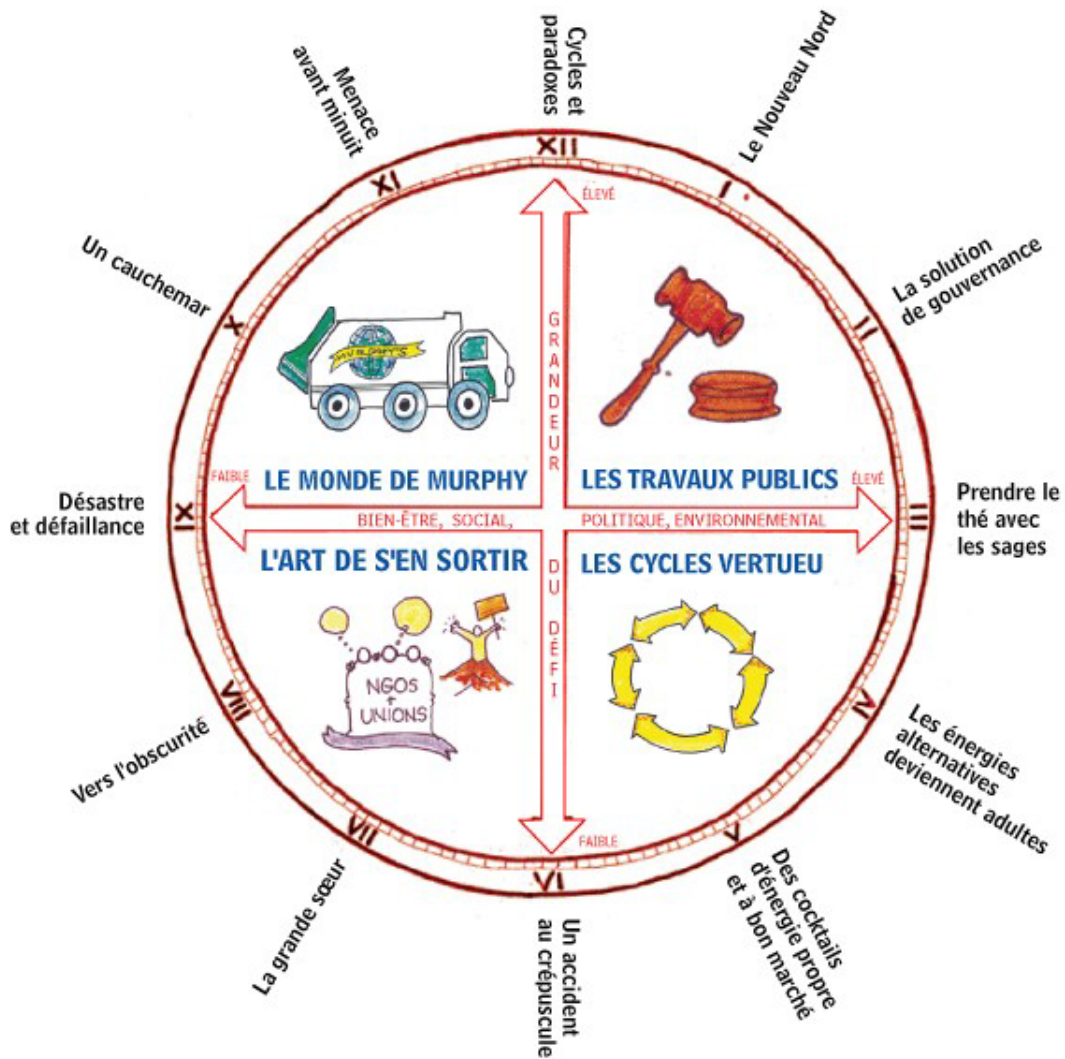 Cycles et
paradoxes
Le Nouveau Nord
La solution
de gouvernance
Prendre le
thé avec
les sages
Les énergies
alternatives
deviennent adultes
Des cocktails
d'énergie propre
et à bon marché
Un accident
au crépuscule
La grande sœur
Vers l'obscurité
Désastre
et défaillance
Un cauchemar
Menace
avant minuit
XII
I
II
III
IV
V
VI
VII
VIII
IX
X
XI
ÉLEVÉ
GRANDEUR
MURPHY'S
LE MONDE DE MURPHY
LES TRAVAUX PUBLICS
FAIBLE
ÉLEVÉ
BIEN-ÊTRE, SOCIAL,
POLITIQUE, ENVIRONNEMENTAL
L'ART DE S'EN SORTIR
LES CYCLES VERTUEU
DU DÉFI
NGOS
+
UNIONS
FAIBLE